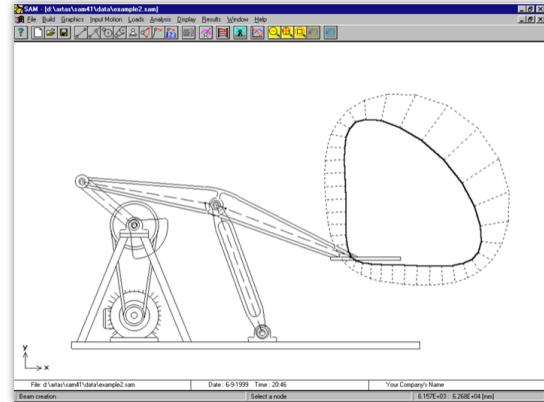 SAM - [d:\artas\sam41\data\example2.sam]
File Build Graphics Input Motion Loads Analysis Display Results Window Help
y
x
File: d:\artas\sam41\data\example2.sam Date : 6-9-1999 Time : 20:46 Your Company's Name
Beam creation Select a node 6.157E+03 : 6.268E+04 [mm]